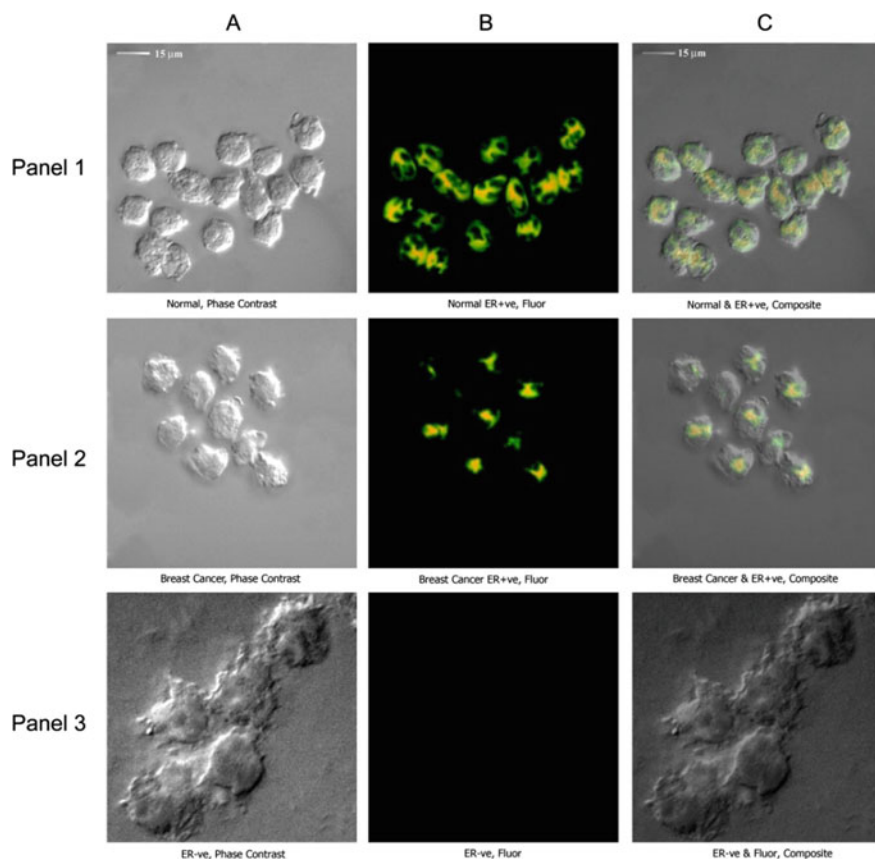 A B C
15 µm 15 µm
Panel 1
Normal, Phase Contrast Normal ER+ve, Fluor Normal & ER+ve, Composite
Panel 2
Breast Cancer, Phase Contrast Breast Cancer ER+ve, Fluor Breast Cancer & ER+ve, Composite
Panel 3
ER-ve, Phase Contrast ER-ve, Fluor ER-ve & Fluor, Composite